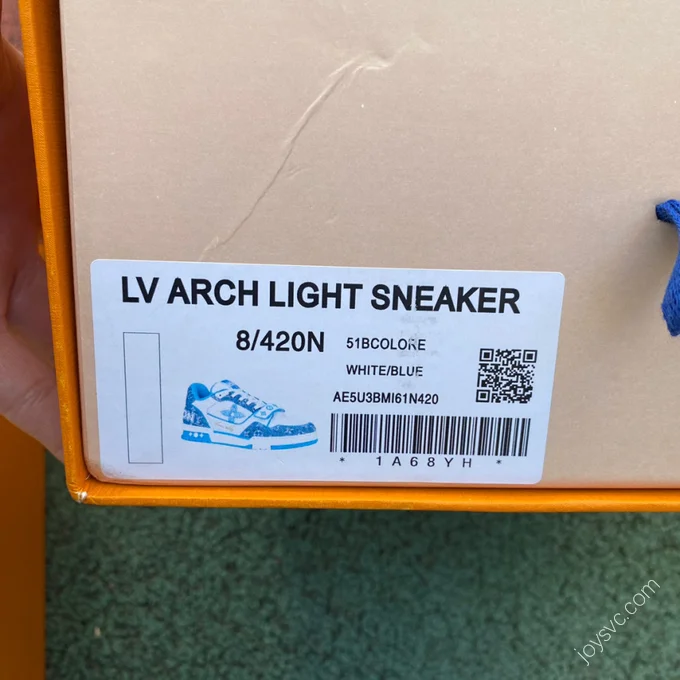 LV ARCH LIGHT SNEAKER
8/420N
51BCOLORE
WHITE/BLUE
AE5U3BMI61N420
* 1A68YH *
joysvc.com